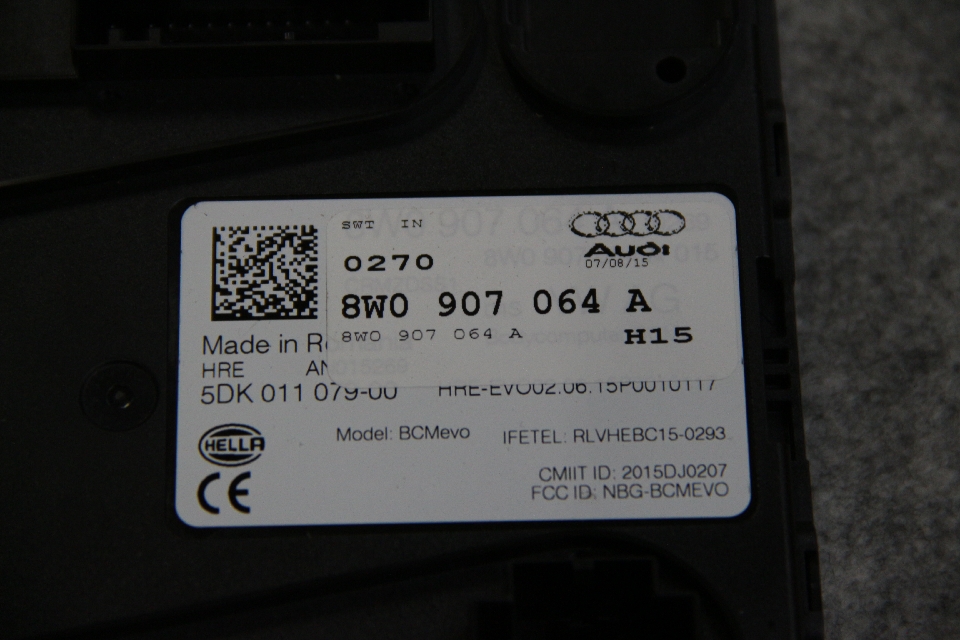 SWT IN
0270
Audi
07/08/15
8W0 907 064 A
8W0 907 064 A
H15
Made in
HRE
5DK 011 079-00
HRE-EVO02.06.15P0010117
HELLA
Model: BCMevo
IFETEL: RLVHEBC15-0293
CE
CMIIT ID: 2015DJ0207
FCC ID: NBG-BCMEVO